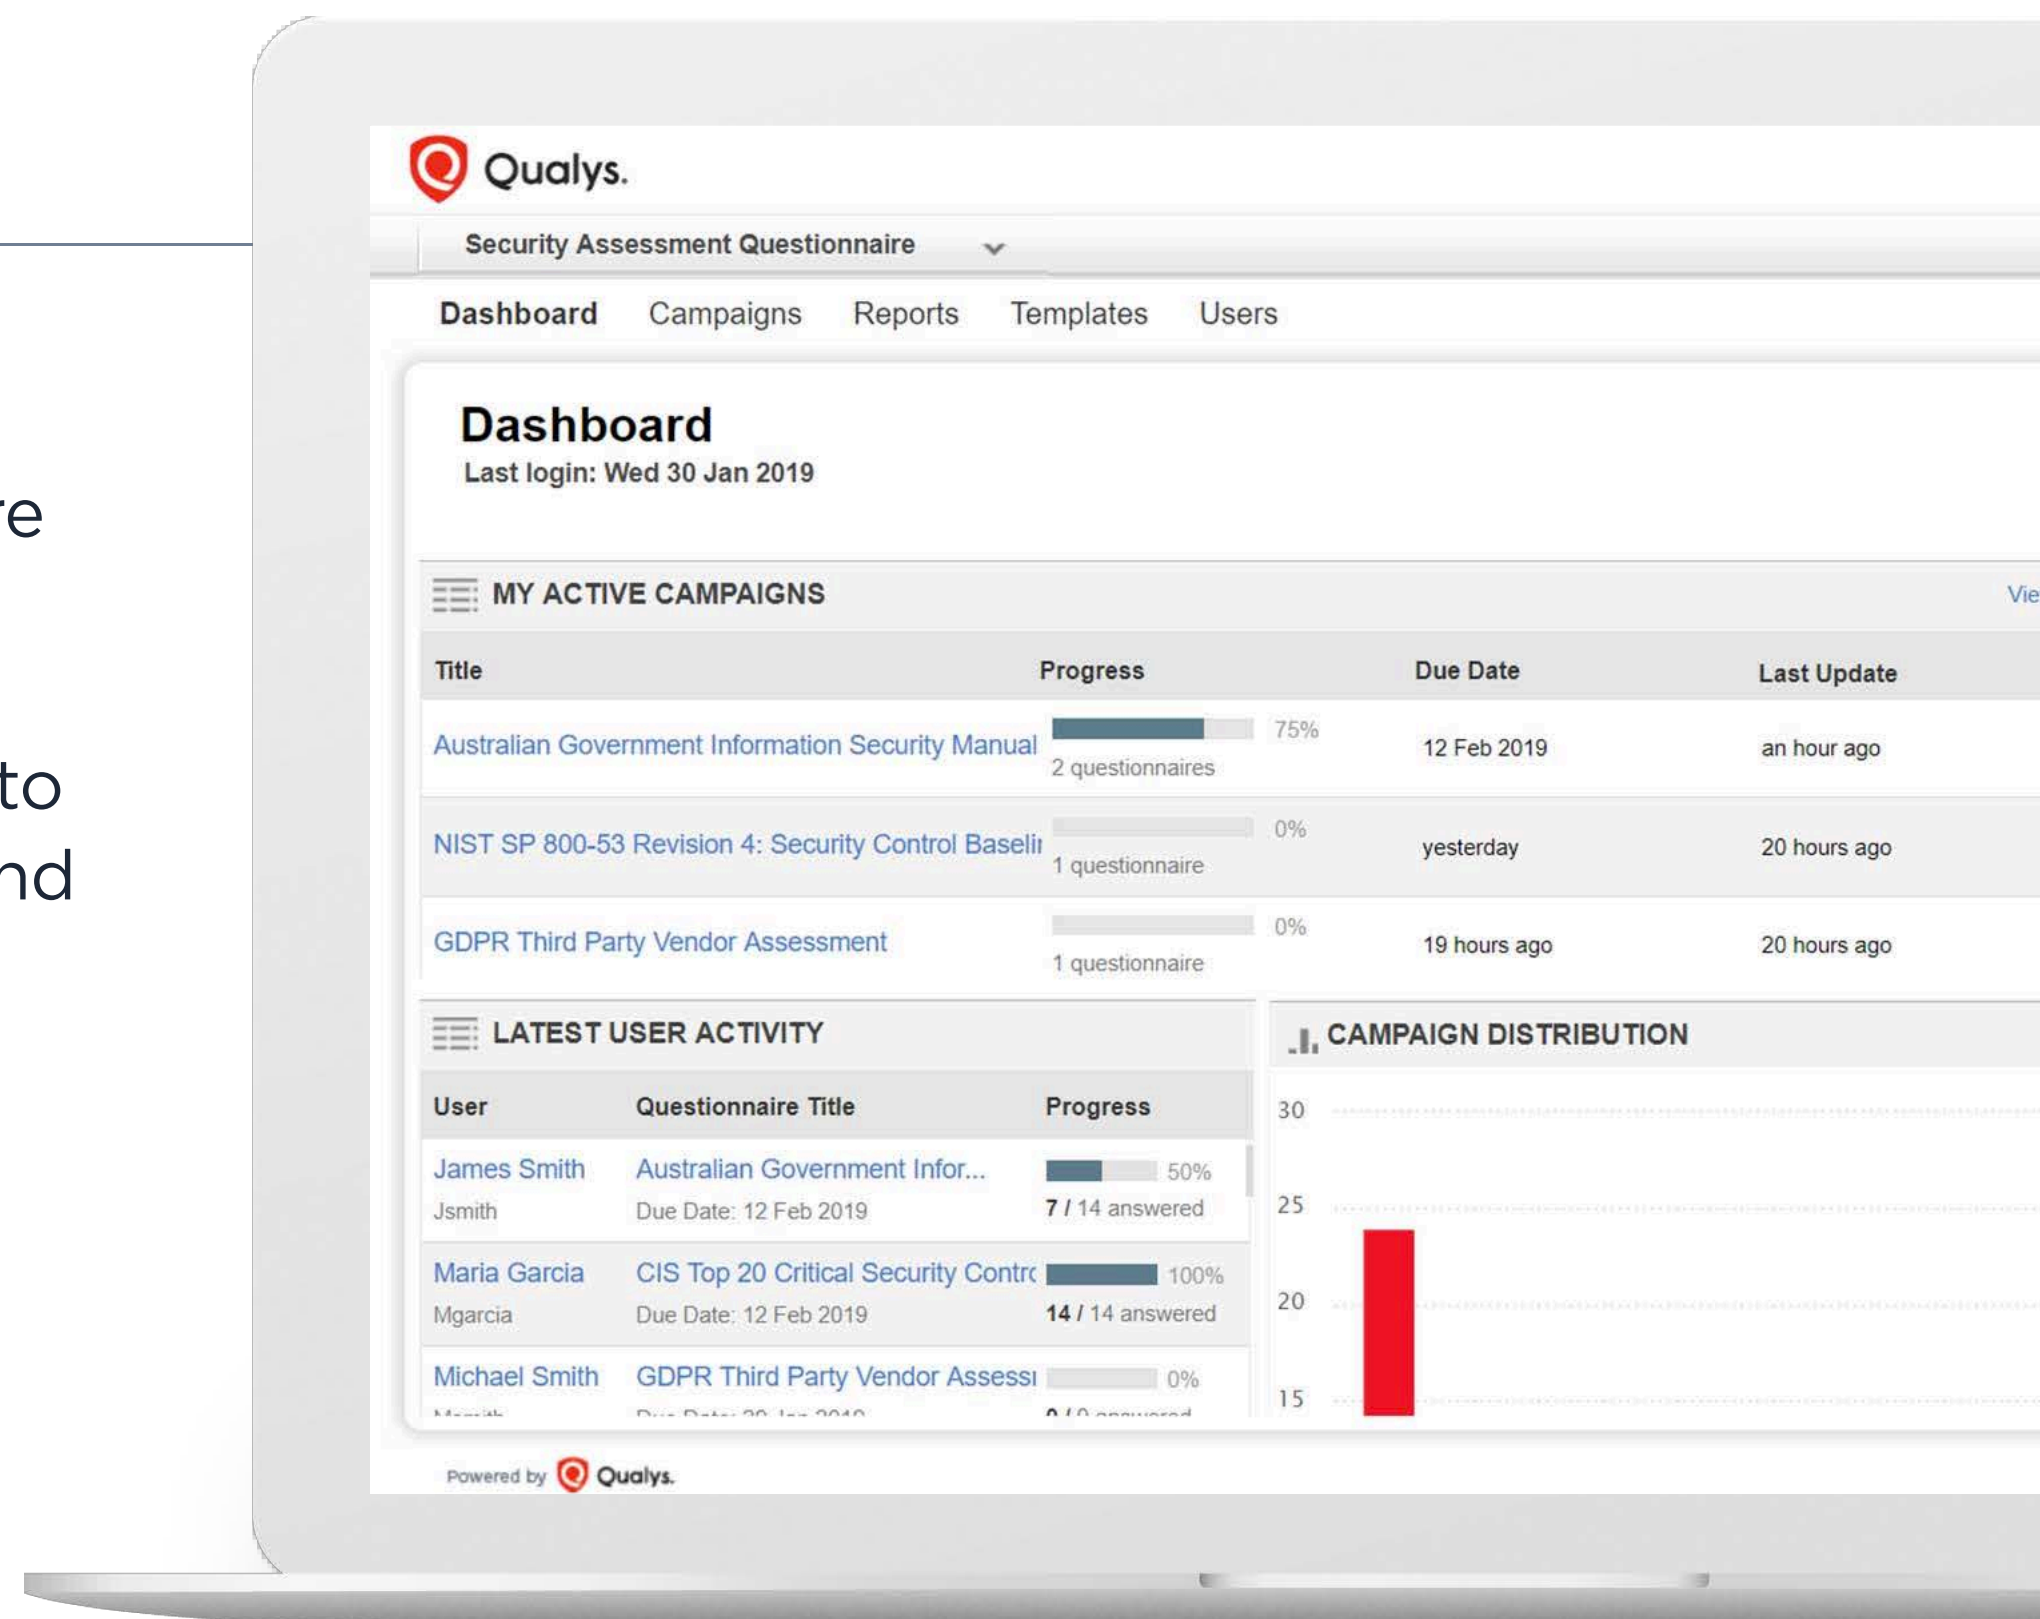 re
to
nd
Qualys.
Security Assessment Questionnaire
Dashboard Campaigns Reports Templates Users
Dashboard
Last login: Wed 30 Jan 2019
MY ACTIVE CAMPAIGNS Vie
Title Progress Due Date Last Update
Australian Government Information Security Manual 75% 12 Feb 2019 an hour ago
2 questionnaires
NIST SP 800-53 Revision 4: Security Control Baselin 0% yesterday 20 hours ago
1 questionnaire
GDPR Third Party Vendor Assessment 0% 19 hours ago 20 hours ago
1 questionnaire
LATEST USER ACTIVITY
User Questionnaire Title Progress
James Smith Australian Government Infor... 50%
Jsmith Due Date: 12 Feb 2019 7 / 14 answered
Maria Garcia CIS Top 20 Critical Security Contro 100%
Mgarcia Due Date: 12 Feb 2019 14 / 14 answered
Michael Smith GDPR Third Party Vendor Assess 0%
CAMPAIGN DISTRIBUTION
30
25
20
15
Powered by Qualys.